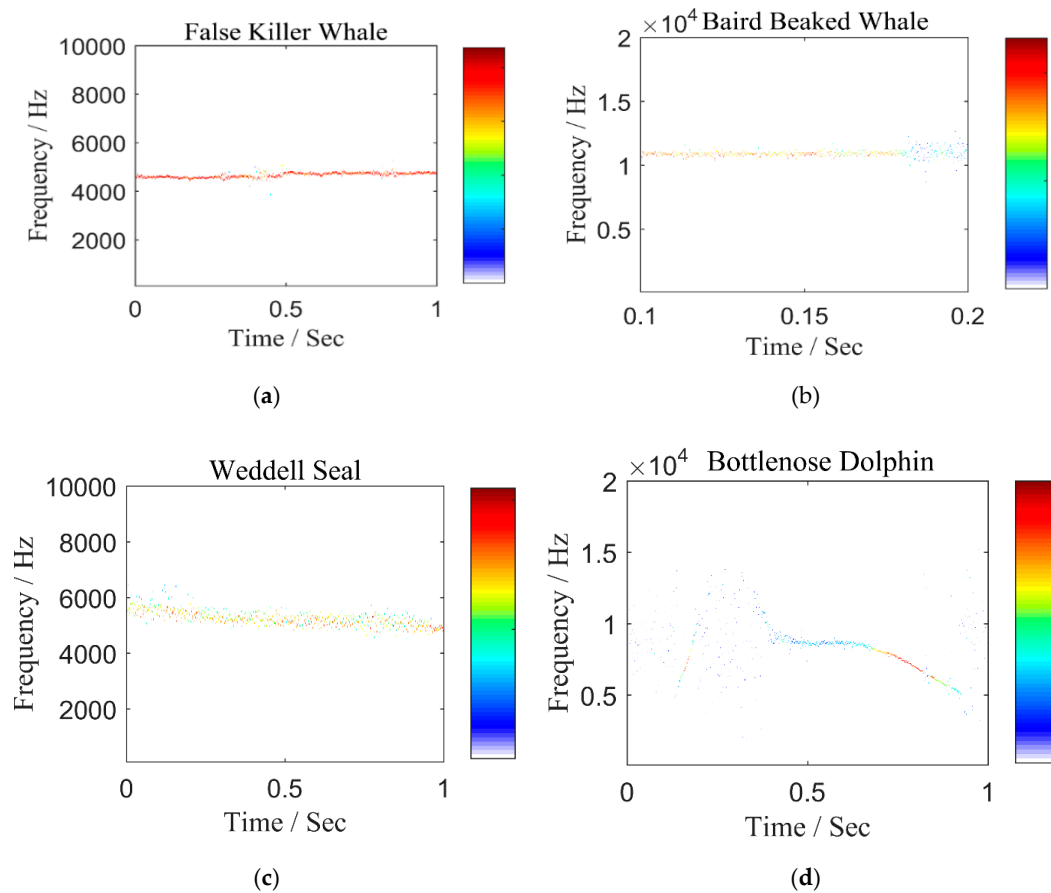 False Killer Whale
10000
8000
6000
4000
2000
0
0.5
1
Frequency / Hz
Time / Sec
(a)
×10⁴ Baird Beaked Whale
2
1.5
1
0.5
0.1
0.15
0.2
Frequency / Hz
Time / Sec
(b)
Weddell Seal
10000
8000
6000
4000
2000
0
0.5
1
Frequency / Hz
Time / Sec
(c)
×10⁴ Bottlenose Dolphin
2
1.5
1
0.5
0
0.5
1
Frequency / Hz
Time / Sec
(d)